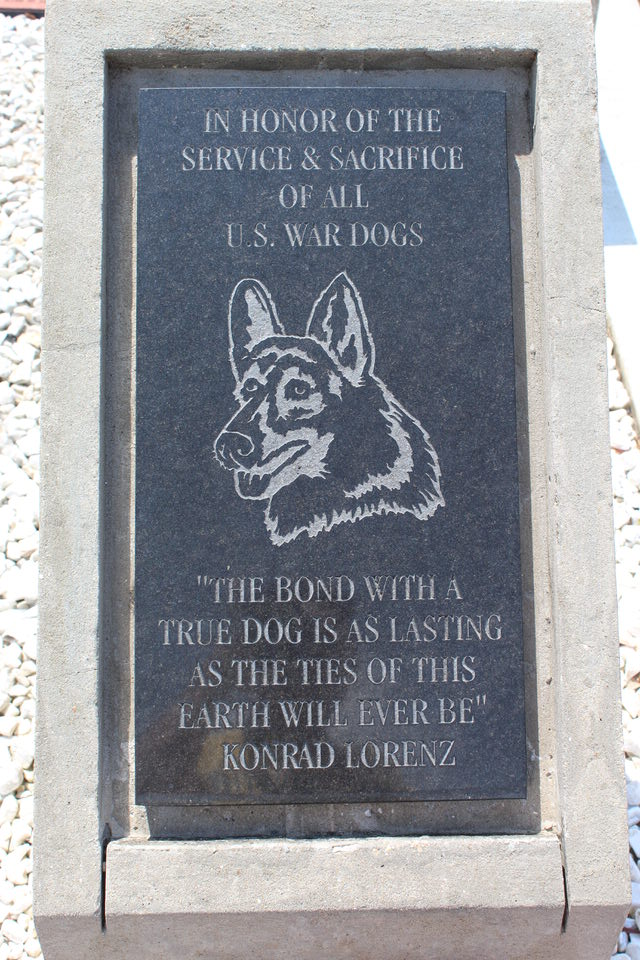 IN HONOR OF THE
SERVICE & SACRIFICE
OF ALL
U.S. WAR DOGS
"THE BOND WITH A
TRUE DOG IS AS LASTING
AS THE TIES OF THIS
EARTH WILL EVER BE"
KONRAD LORENZ